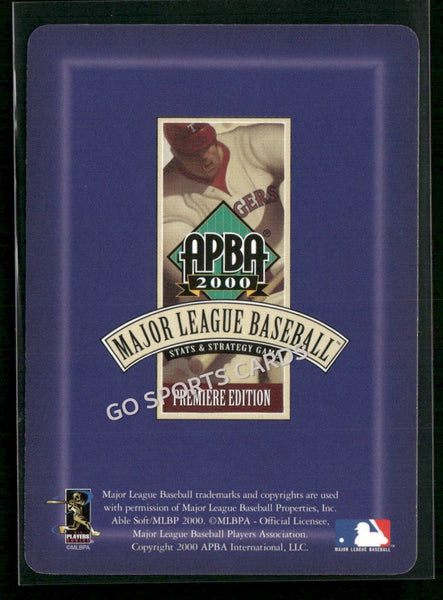 T
GERS
APBA®
2000
MAJOR LEAGUE BASEBALL™
STATS & STRATEGY GAME
GO SPORTS CARDS
PREMIERE EDITION
Major League Baseball trademarks and copyrights are used
with permission of Major League Baseball Properties, Inc.
Able Soft/MLBP 2000. ©MLBPA - Official Licensee,
Major League Baseball Players Association.
Copyright 2000 APBA International, LLC.
PLAYERS
©MLBPA
MAJOR LEAGUE BASEBALL